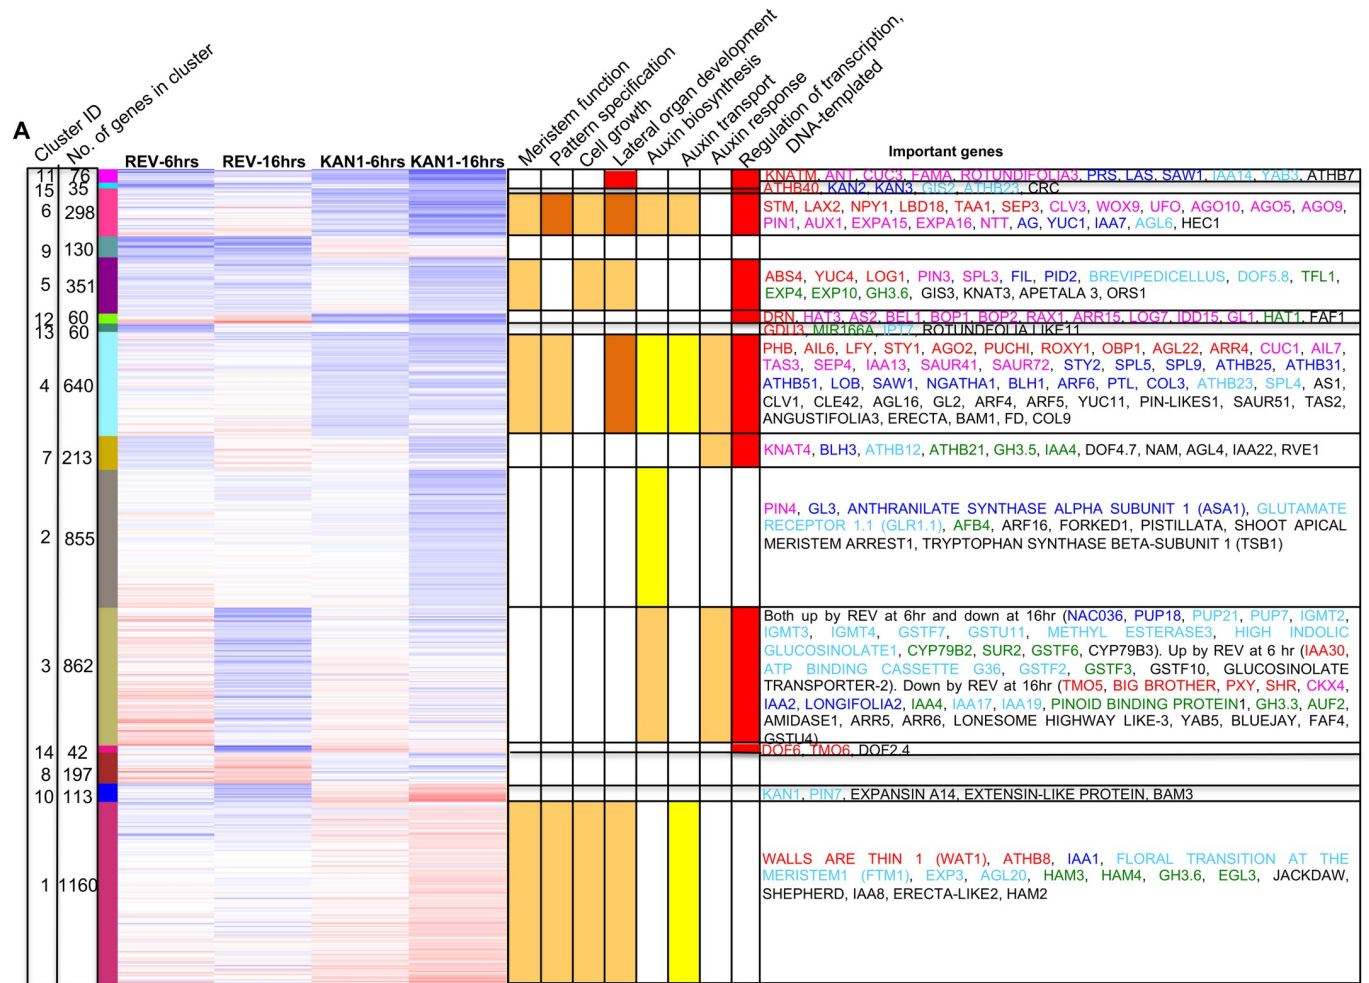 A
Cluster ID
No. of genes in cluster
REV-6hrs REV-16hrs KAN1-6hrs KAN1-16hrs
Meristem function
Pattern specification
Cell growth
Lateral organ development
Auxin biosynthesis
Auxin transport
Auxin response
Regulation of transcription,
DNA-templated
Important genes
11 76
KNATM, ANT, CUC3, FAMA, ROTUNDIFOLIA3, PRS, LAS, SAW1, IAA14, YAB3, ATHB7
15 35
ATHB40, KAN2, KAN3, GIS2, ATHB23, CRC
6 298
STM, LAX2, NPY1, LBD18, TAA1, SEP3, CLV3, WOX9, UFO, AGO10, AGO5, AGO9,
PIN1, AUX1, EXPA15, EXPA16, NTT, AG, YUC1, IAA7, AGL6, HEC1
9 130
5 351
ABS4, YUC4, LOG1, PIN3, SPL3, FIL, PID2, BREVIPEDICELLUS, DOF5.8, TFL1,
EXP4, EXP10, GH3.6, GIS3, KNAT3, APETALA 3, ORS1
12 60
DRN, HAT3, AS2, BEL1, BOP1, BOP2, RAX1, ARR15, LOG7, IDD15, GL1, HAT1, FAF1
13 60
GDU3, MIR166A, IPT7, ROTUNDFOLIA LIKE11
4 640
PHB, AIL6, LFY, STY1, AGO2, PUCHI, ROXY1, OBP1, AGL22, ARR4, CUC1, AIL7,
TAS3, SEP4, IAA13, SAUR41, SAUR72, STY2, SPL5, SPL9, ATHB25, ATHB31,
ATHB51, LOB, SAW1, NGATHA1, BLH1, ARF6, PTL, COL3, ATHB23, SPL4, AS1,
CLV1, CLE42, AGL16, GL2, ARF4, ARF5, YUC11, PIN-LIKES1, SAUR51, TAS2,
ANGUSTIFOLIA3, ERECTA, BAM1, FD, COL9
7 213
KNAT4, BLH3, ATHB12, ATHB21, GH3.5, IAA4, DOF4.7, NAM, AGL4, IAA22, RVE1
2 855
PIN4, GL3, ANTHRANILATE SYNTHASE ALPHA SUBUNIT 1 (ASA1), GLUTAMATE
RECEPTOR 1.1 (GLR1.1), AFB4, ARF16, FORKED1, PISTILLATA, SHOOT APICAL
MERISTEM ARREST1, TRYPTOPHAN SYNTHASE BETA-SUBUNIT 1 (TSB1)
3 862
Both up by REV at 6hr and down at 16hr (NAC036, PUP18, PUP21, PUP7, IGMT2,
IGMT3, IGMT4, GSTF7, GSTU11, METHYL ESTERASE3, HIGH INDOLIC
GLUCOSINOLATE1, CYP79B2, SUR2, GSTF6, CYP79B3). Up by REV at 6 hr (IAA30,
ATP BINDING CASSETTE G36, GSTF2, GSTF3, GSTF10, GLUCOSINOLATE
TRANSPORTER-2). Down by REV at 16hr (TMO5, BIG BROTHER, PXY, SHR, CKX4,
IAA2, LONGIFOLIA2, IAA4, IAA17, IAA19, PINOID BINDING PROTEIN1, GH3.3, AUF2,
AMIDASE1, ARR5, ARR6, LONESOME HIGHWAY LIKE-3, YAB5, BLUEJAY, FAF4,
GSTU4)
14 42
DOF6, TMO6, DOF2.4
8 197
10 113
KAN1, PIN7, EXPANSIN A14, EXTENSIN-LIKE PROTEIN, BAM3
1 1160
WALLS ARE THIN 1 (WAT1), ATHB8, IAA1, FLORAL TRANSITION AT THE
MERISTEM1 (FTM1), EXP3, AGL20, HAM3, HAM4, GH3.6, EGL3, JACKDAW,
SHEPHERD, IAA8, ERECTA-LIKE2, HAM2